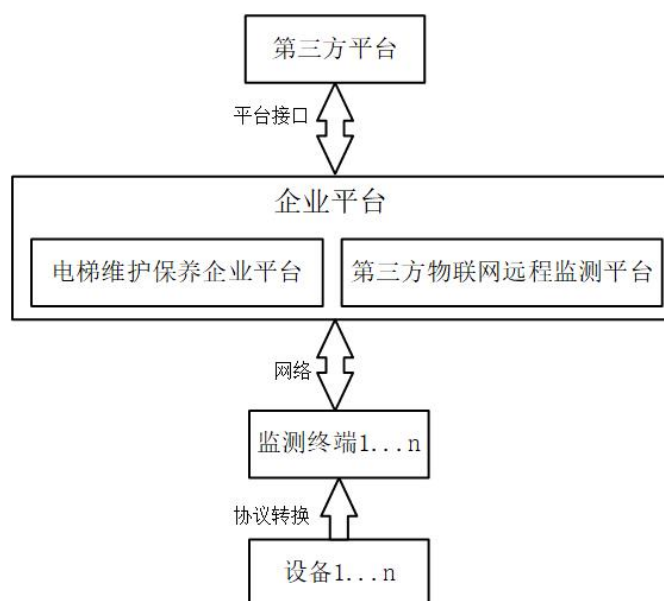 第三方平台
平台接口
企业平台
电梯维护保养企业平台
第三方物联网远程监测平台
网络
监测终端1...n
协议转换
设备1...n